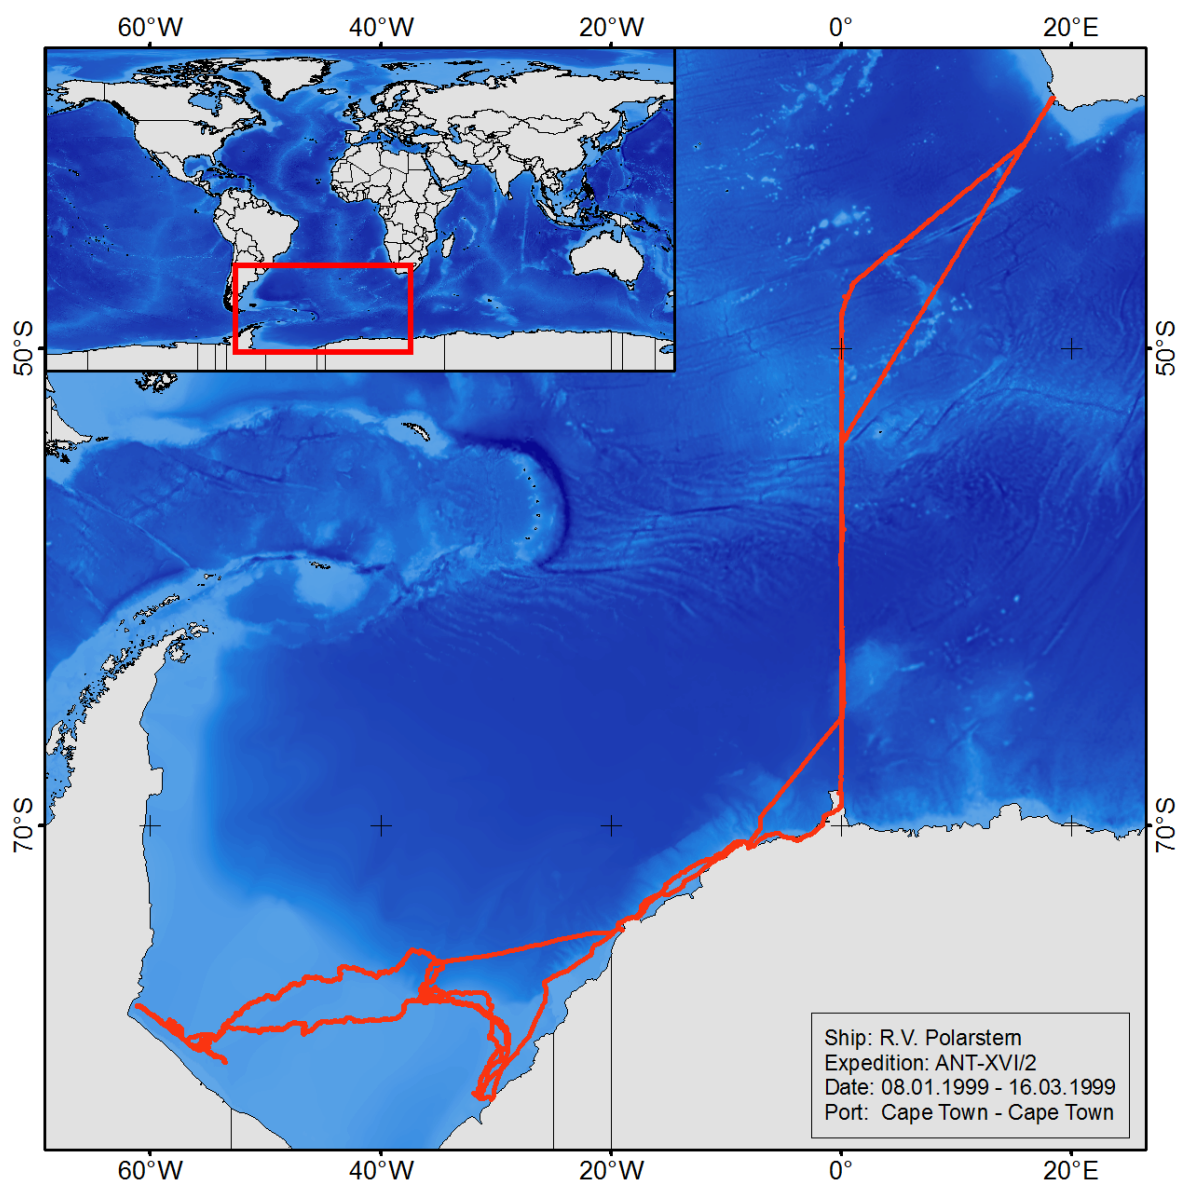 60°W 40°W 20°W 0° 20°E
50°S 50°S
70°S 70°S
Ship: R.V. Polarstern
Expedition: ANT-XVI/2
Date: 08.01.1999 - 16.03.1999
Port: Cape Town - Cape Town
60°W 40°W 20°W 0° 20°E